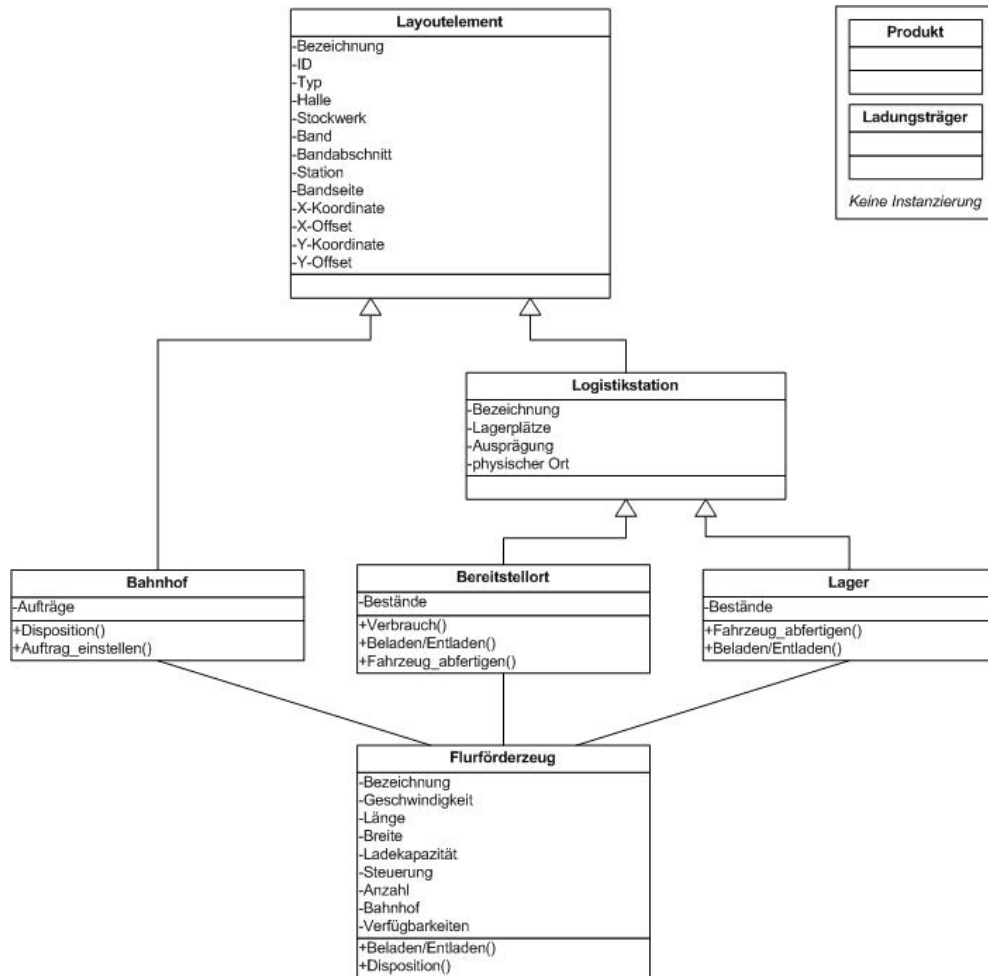 Layoutelement
-Bezeichnung
-ID
-Typ
-Halle
-Stockwerk
-Band
-Bandabschnitt
-Station
-Bandseite
-X-Koordinate
-X-Offset
-Y-Koordinate
-Y-Offset
Produkt
Ladungsträger
Keine Instanzierung
Logistikstation
-Bezeichnung
-Lagerplätze
-Ausprägung
-physischer Ort
Bahnhof
-Aufträge
+Disposition()
+Auftrag_einstellen()
Bereitstellort
-Bestände
+Verbrauch()
+Beladen/Entladen()
+Fahrzeug_abfertigen()
Lager
-Bestände
+Fahrzeug_abfertigen()
+Beladen/Entladen()
Flurförderzeug
-Bezeichnung
-Geschwindigkeit
-Länge
-Breite
-Ladekapazität
-Steuerung
-Anzahl
-Bahnhof
-Verfügbarkeiten
+Beladen/Entladen()
+Disposition()